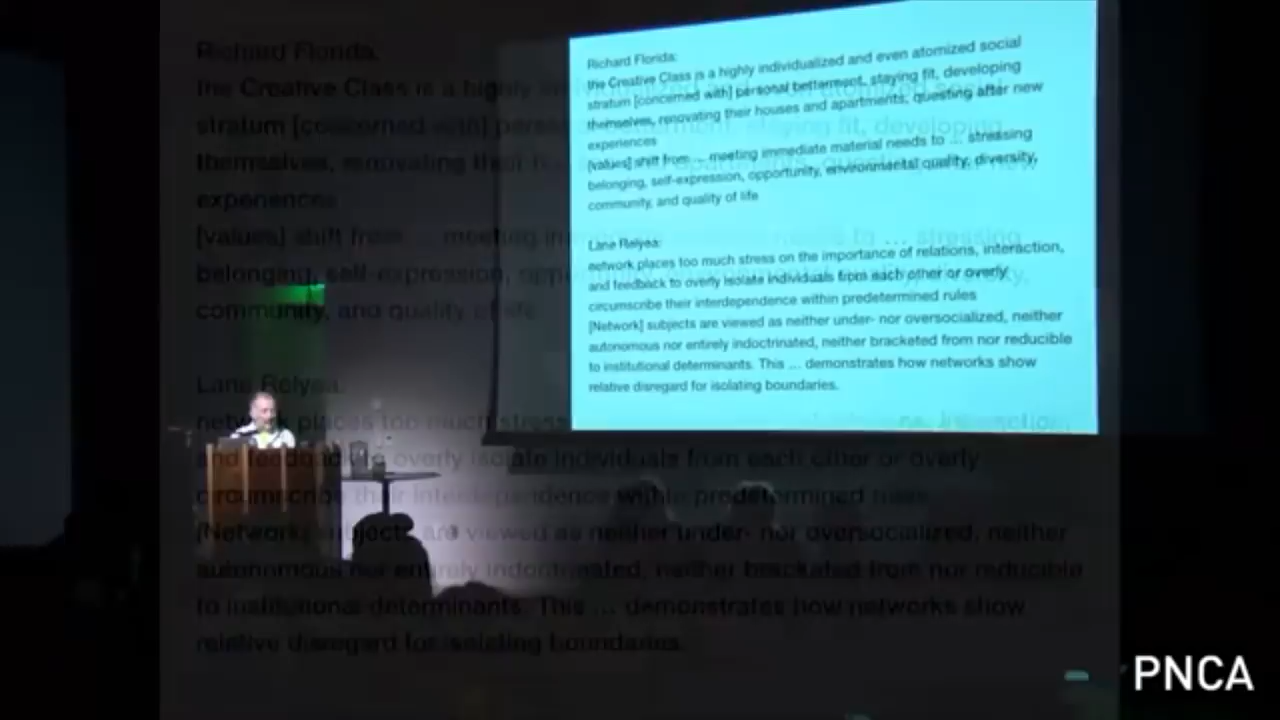 Richard Florida:
the Creative Class is a highly individualized and even atomized social
stratum [concerned with] personal betterment, staying fit, developing
themselves, renovating their houses and apartments, questing after new
experiences
[values] shift from ... meeting immediate material needs to ... stressing
belonging, self-expression, opportunity, environmental quality, diversity,
community, and quality of life
Lane Relyea:
network places too much stress on the importance of relations, interaction,
and feedback to overly isolate individuals from each other or overly
circumscribe their interdependence within predetermined rules
[Network] subjects are viewed as neither under- nor oversocialized, neither
autonomous nor entirely indoctrinated, neither bracketed from nor reducible
to institutional determinants. This ... demonstrates how networks show
relative disregard for isolating boundaries.
PNCA